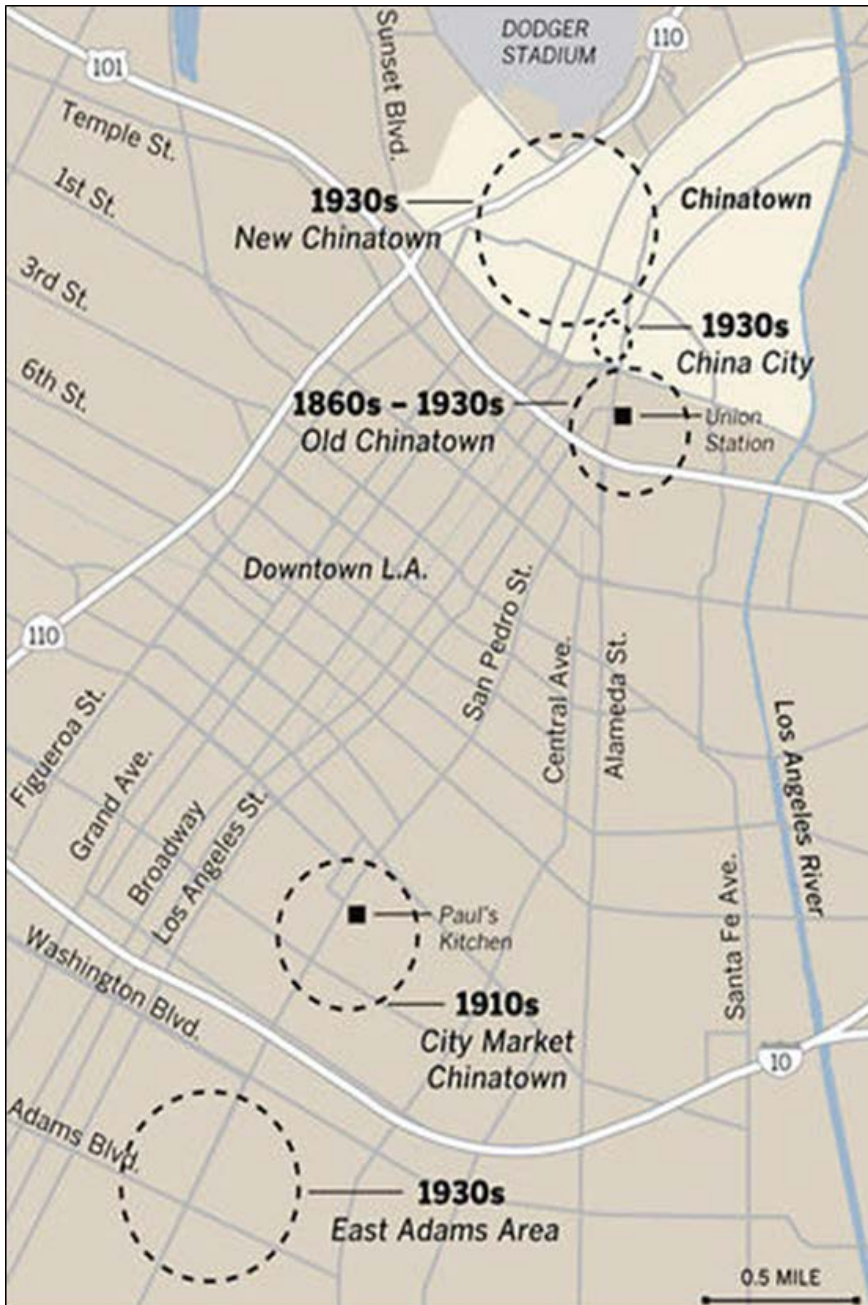 DODGER
STADIUM
110
101
Sunset Blvd.
Temple St.
1st St.
1930s
New Chinatown
Chinatown
3rd St.
1930s
China City
6th St.
1860s – 1930s
Old Chinatown
Union
Station
Downtown L.A.
110
San Pedro St.
Central Ave.
Alameda St.
Los Angeles River
Figueroa St.
Grand Ave.
Broadway
Los Angeles St.
Paul's
Kitchen
Santa Fe Ave.
Washington Blvd.
1910s
City Market
Chinatown
10
Adams Blvd.
1930s
East Adams Area
0.5 MILE